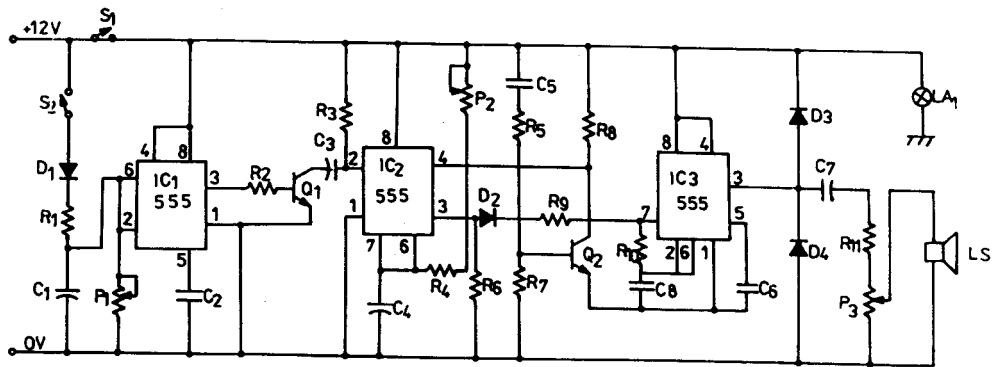 S1
+12V
S2
D1
R1
C1
P1
6
2
4
8
IC1
555
3
1
5
C2
R2
Q1
C3
R3
2
8
IC2
555
1
7
6
4
3
C4
R4
P2
D2
R6
C5
R5
R7
R8
R9
Q2
7
R10
C8
8
4
IC3
555
2
6
1
3
5
C6
D3
D4
C7
R11
P3
LA1
LS
0V